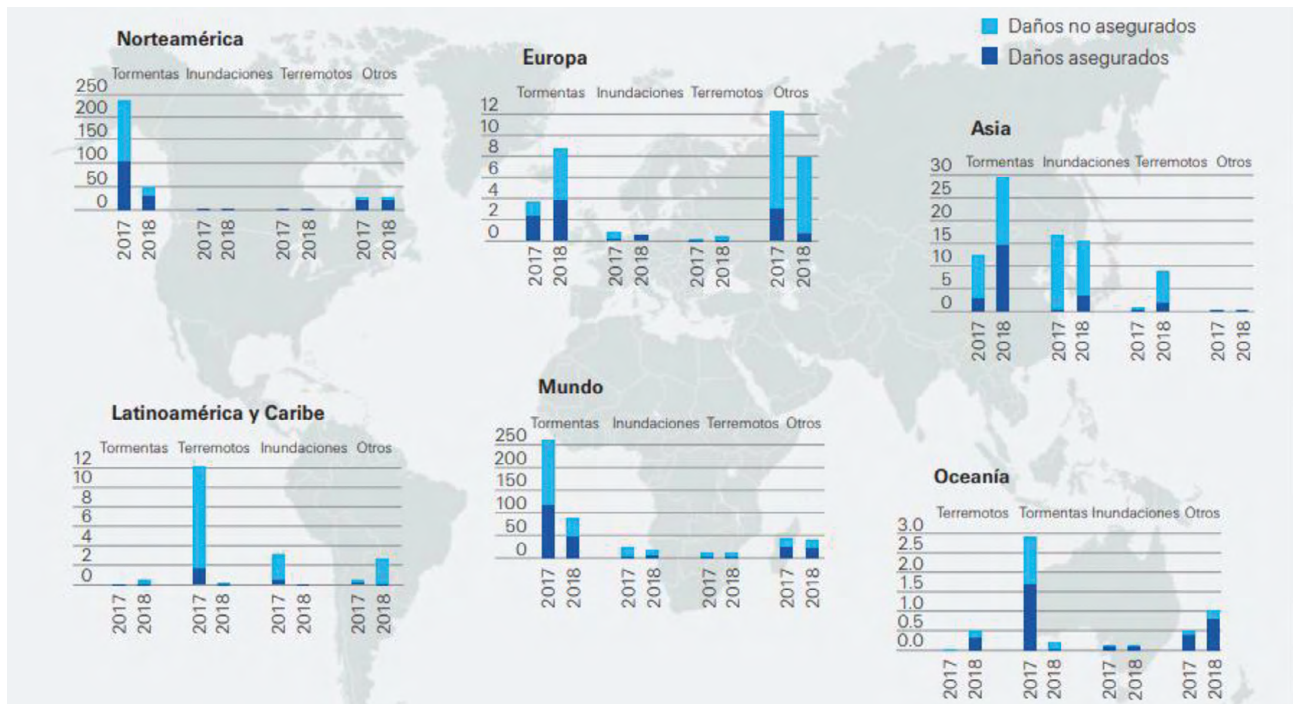 Daños no asegurados
Daños asegurados
Norteamérica
Tormentas Inundaciones Terremotos Otros
250
200
150
100
50
0
2017 2018 2017 2018 2017 2018 2017 2018
Europa
Tormentas Inundaciones Terremotos Otros
12
10
8
6
4
2
0
2017 2018 2017 2018 2017 2018 2017 2018
Asia
Tormentas Inundaciones Terremotos Otros
30
25
20
15
10
5
0
2017 2018 2017 2018 2017 2018 2017 2018
Latinoamérica y Caribe
Tormentas Terremotos Inundaciones Otros
12
10
8
6
4
2
0
2017 2018 2017 2018 2017 2018 2017 2018
Mundo
Tormentas Inundaciones Terremotos Otros
250
200
150
100
50
0
2017 2018 2017 2018 2017 2018 2017 2018
Oceanía
Terremotos Tormentas Inundaciones Otros
3.0
2.5
2.0
1.5
1.0
0.5
0.0
2017 2018 2017 2018 2017 2018 2017 2018